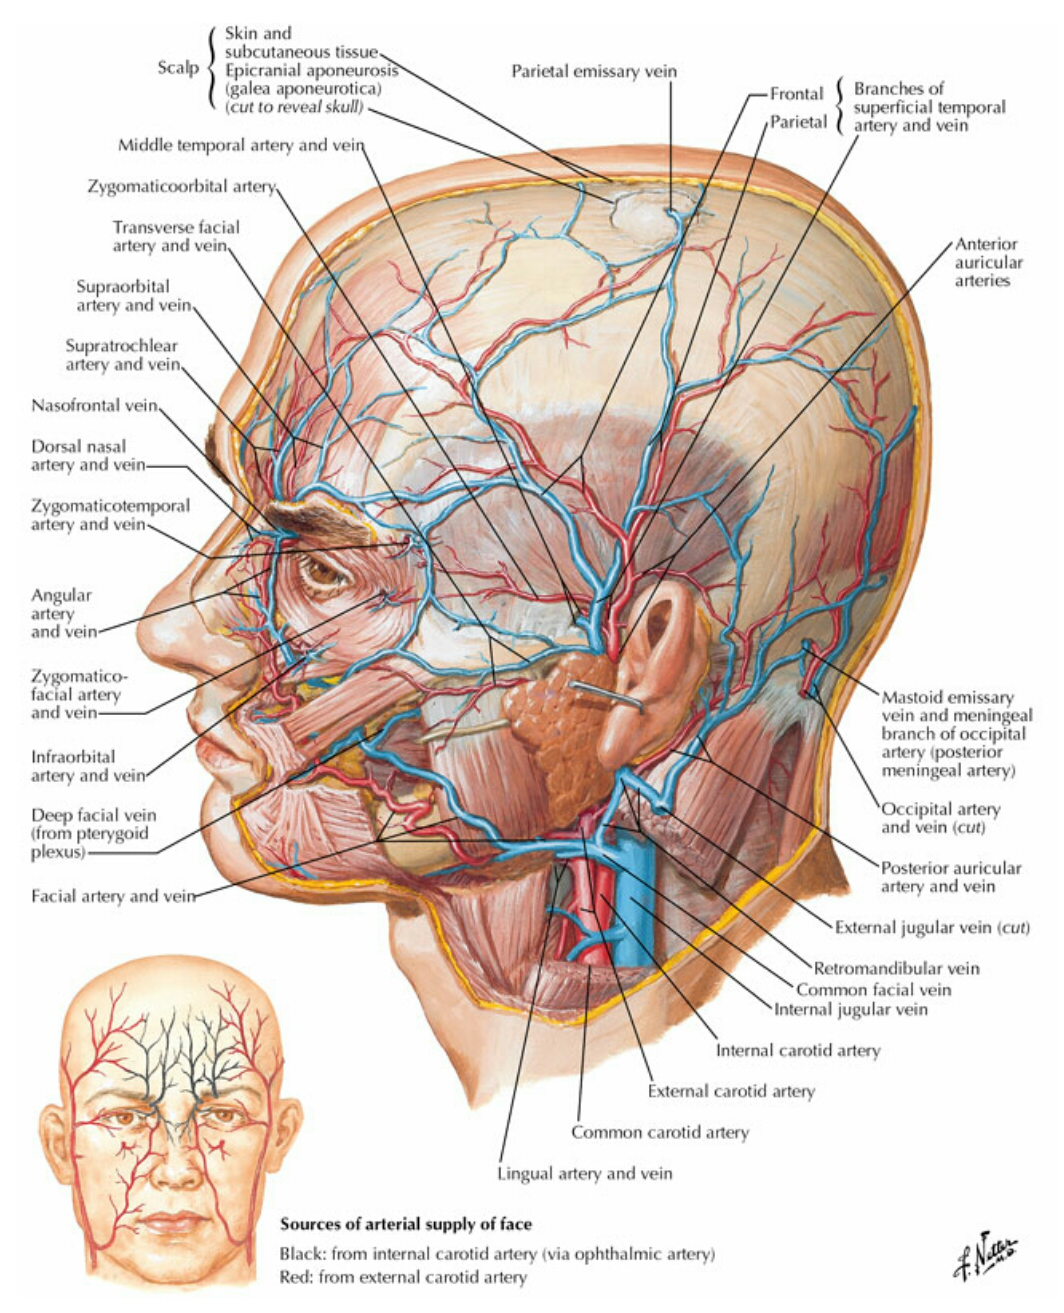 Scalp
Skin and
subcutaneous tissue
Epicranial aponeurosis
(galea aponeurotica)
(cut to reveal skull)
Parietal emissary vein
Frontal
Parietal
Branches of
superficial temporal
artery and vein
Middle temporal artery and vein
Zygomaticoorbital artery
Transverse facial
artery and vein
Supraorbital
artery and vein
Supratrochlear
artery and vein
Nasofrontal vein
Dorsal nasal
artery and vein
Zygomaticotemporal
artery and vein
Angular
artery
and vein
Zygomatico-
facial artery
and vein
Infraorbital
artery and vein
Deep facial vein
(from pterygoid
plexus)
Facial artery and vein
Anterior
auricular
arteries
Mastoid emissary
vein and meningeal
branch of occipital
artery (posterior
meningeal artery)
Occipital artery
and vein (cut)
Posterior auricular
artery and vein
External jugular vein (cut)
Retromandibular vein
Common facial vein
Internal jugular vein
Internal carotid artery
External carotid artery
Common carotid artery
Lingual artery and vein
Sources of arterial supply of face
Black: from internal carotid artery (via ophthalmic artery)
Red: from external carotid artery
F. Netter
M.D.